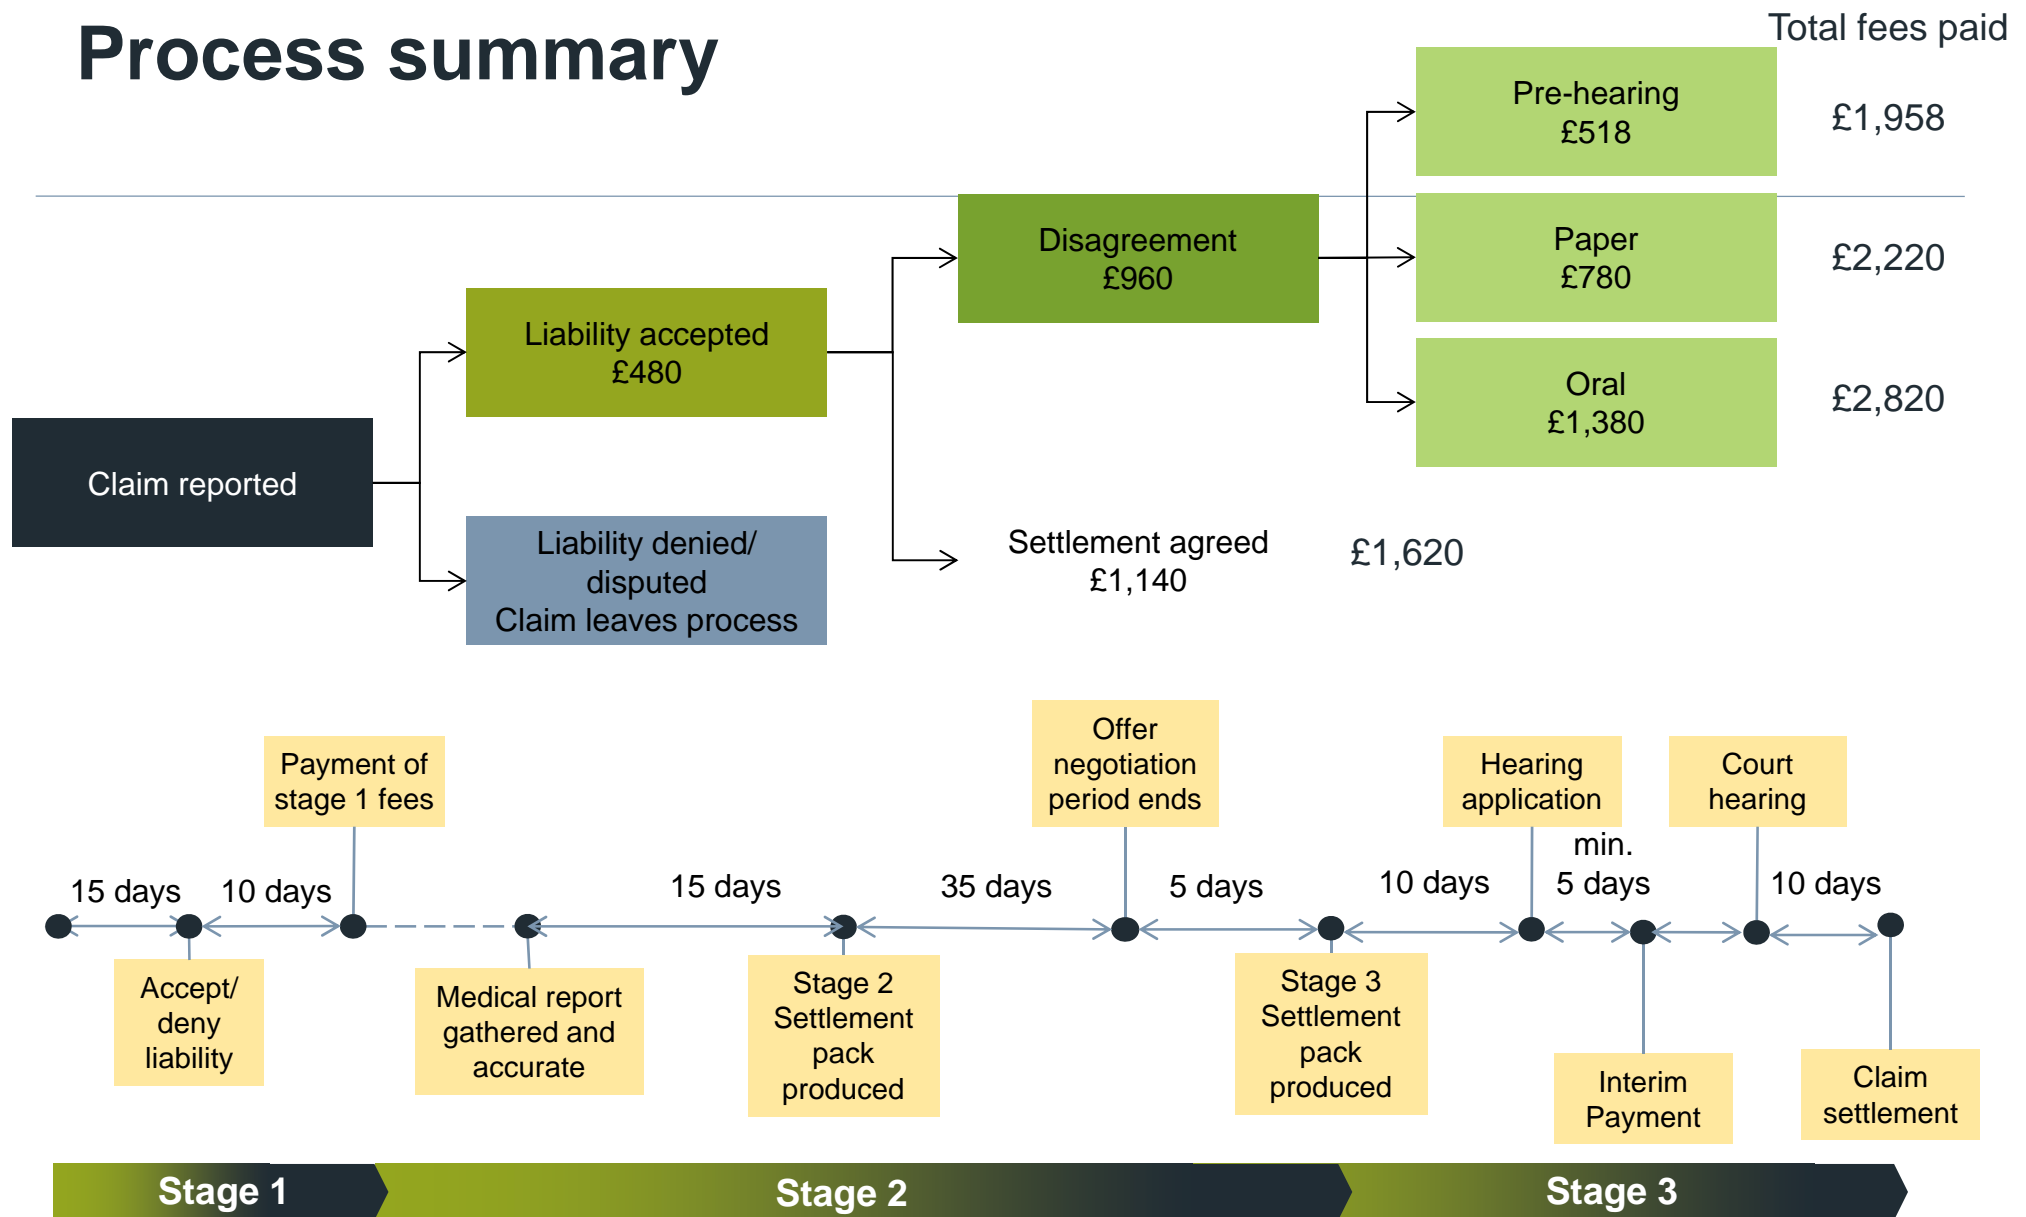 Process summary
Total fees paid
Pre-hearing
£518
£1,958
Disagreement
£960
Paper
£780
£2,220
Liability accepted
£480
Oral
£1,380
£2,820
Claim reported
Liability denied/
disputed
Claim leaves process
Settlement agreed
£1,140
£1,620
Payment of
stage 1 fees
Offer
negotiation
period ends
Hearing
application
Court
hearing
15 days
10 days
15 days
35 days
5 days
10 days
min.
5 days
10 days
Accept/
deny
liability
Medical report
gathered and
accurate
Stage 2
Settlement
pack
produced
Stage 3
Settlement
pack
produced
Interim
Payment
Claim
settlement
Stage 1
Stage 2
Stage 3